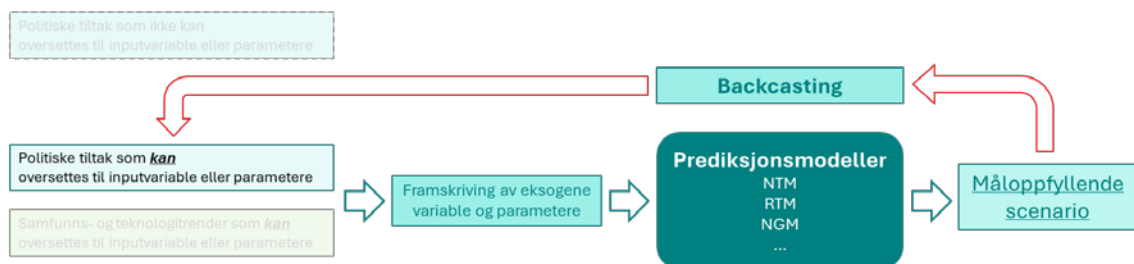 Politiske tiltak som ikke kan
oversettes til inputvariable eller parametere
Backcasting
Politiske tiltak som kan
oversettes til inputvariable eller parametere
Samfunns- og teknologitrender som kan
oversettes til inputvariable eller parametere
Framskriving av eksogene
variable og parametere
Prediksjonsmodeller
NTM
RTM
NGM
...
Måloppfyllende
scenario